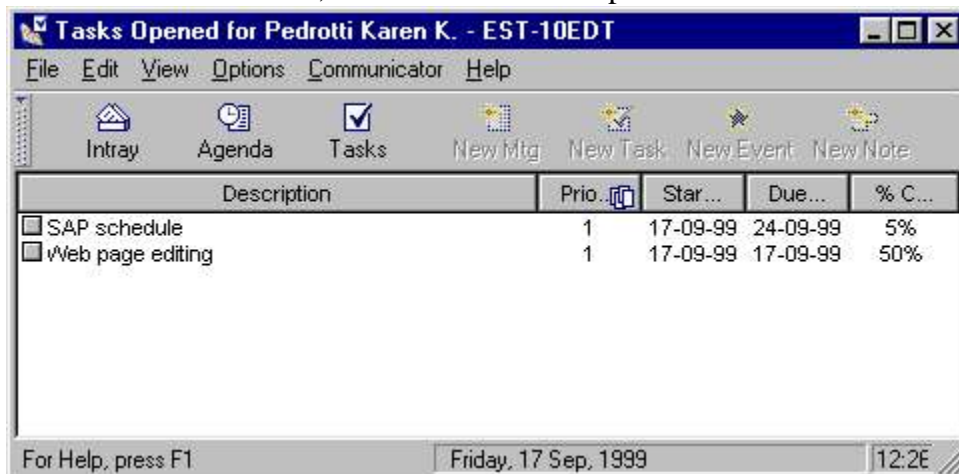 Tasks Opened for Pedrotti Karen K. - EST-10EDT
File Edit View Options Communicator Help
Intray Agenda Tasks New Mtg New Task New Event New Note
Description Prio... Star... Due... % C...
SAP schedule 1 17-09-99 24-09-99 5%
Web page editing 1 17-09-99 17-09-99 50%
For Help, press F1 Friday, 17 Sep, 1999